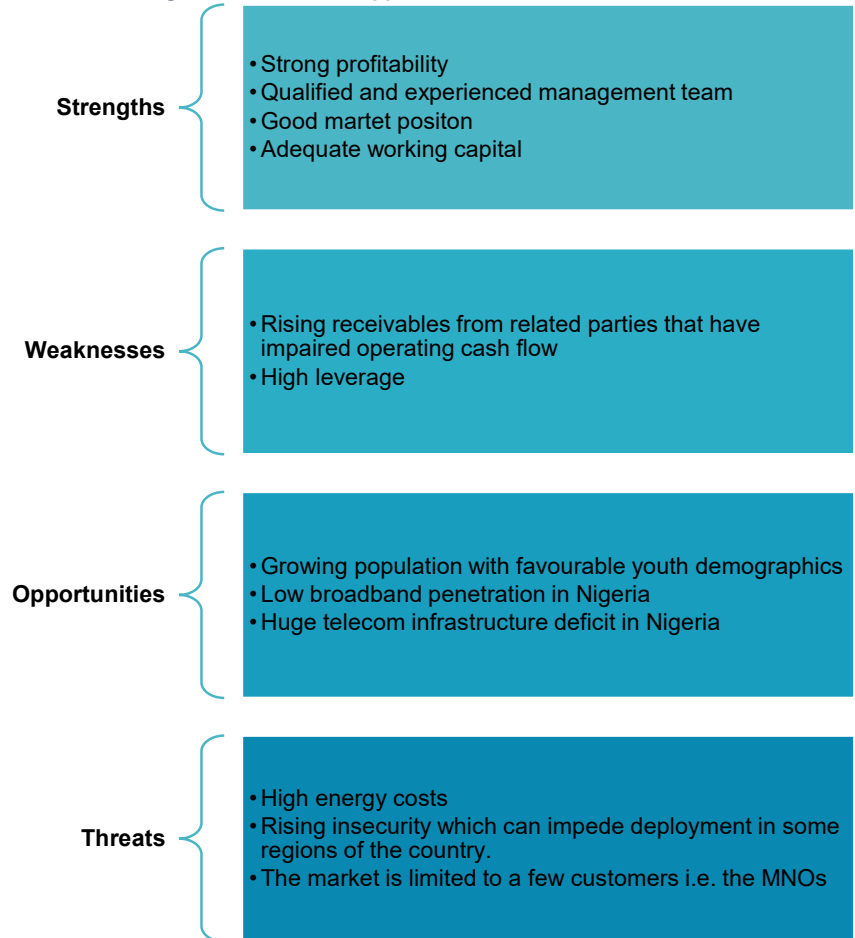 Strengths
• Strong profitability
• Qualified and experienced management team
• Good martet positon
• Adequate working capital
Weaknesses
• Rising receivables from related parties that have
impaired operating cash flow
• High leverage
Opportunities
• Growing population with favourable youth demographics
• Low broadband penetration in Nigeria
• Huge telecom infrastructure deficit in Nigeria
Threats
• High energy costs
• Rising insecurity which can impede deployment in some
regions of the country.
• The market is limited to a few customers i.e. the MNOs